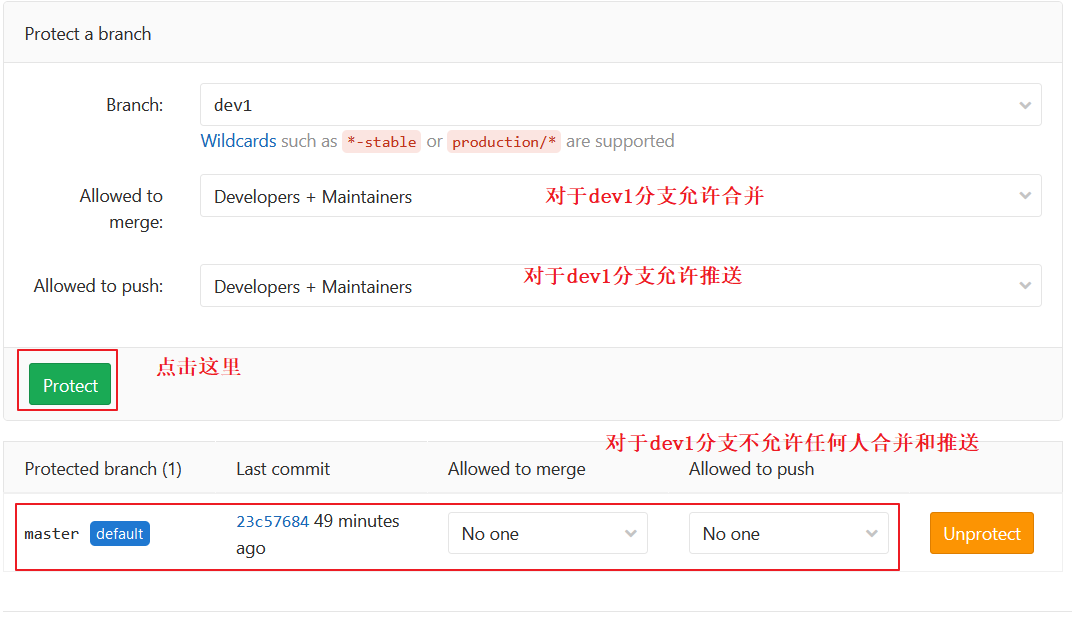 Protect a branch
Branch:
dev1
Wildcards such as *-stable or production/* are supported
Allowed to
merge:
Developers + Maintainers
对于dev1分支允许合并
Allowed to push:
Developers + Maintainers
对于dev1分支允许推送
Protect
点击这里
对于dev1分支不允许任何人合并和推送
Protected branch (1)
Last commit
Allowed to merge
Allowed to push
master
default
23c57684 49 minutes
ago
No one
No one
Unprotect